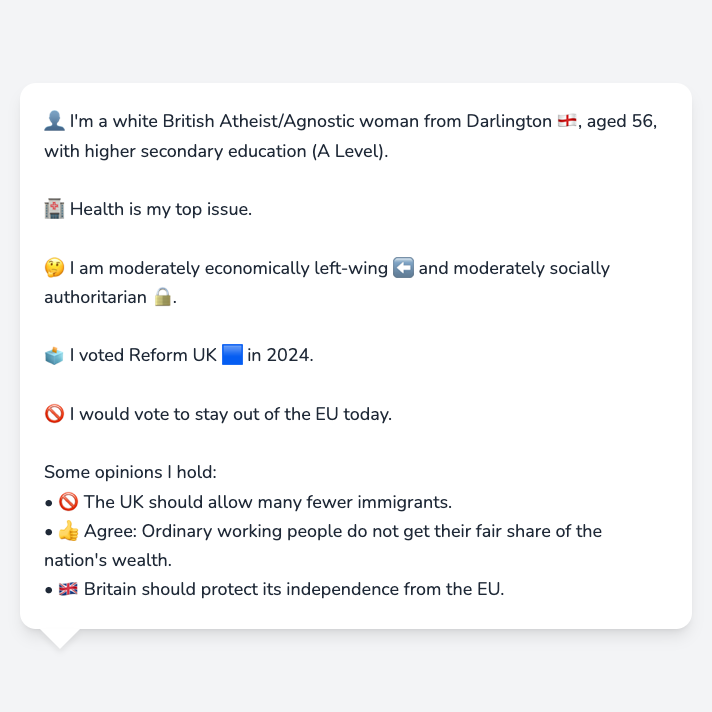 👤 I'm a white British Atheist/Agnostic woman from Darlington 🏴󠁧󠁢󠁥󠁮󠁧󠁿, aged 56,
with higher secondary education (A Level).
🏥 Health is my top issue.
🤔 I am moderately economically left-wing ⬅️ and moderately socially
authoritarian 🔒.
🗳️ I voted Reform UK 🟦 in 2024.
🚫 I would vote to stay out of the EU today.
Some opinions I hold:
• 🚫 The UK should allow many fewer immigrants.
• 👍 Agree: Ordinary working people do not get their fair share of the
nation's wealth.
• 🇬🇧 Britain should protect its independence from the EU.